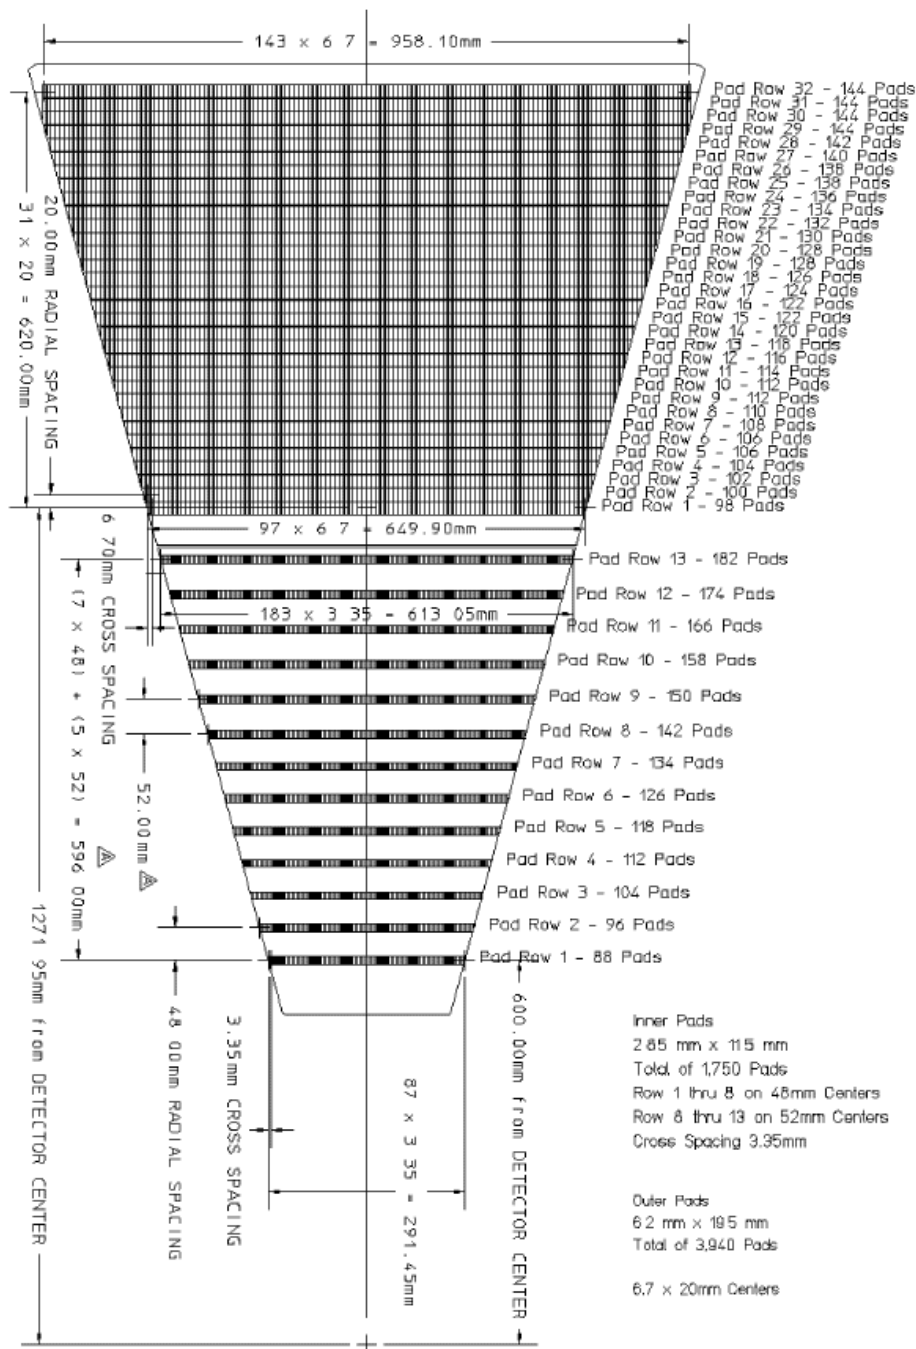 143 x 6 7 = 958.10mm
Pad Row 32 - 144 Pads
Pad Row 31 - 144 Pads
Pad Row 30 - 144 Pads
Pad Row 29 - 144 Pads
Pad Row 28 - 142 Pads
Pad Row 27 - 140 Pads
Pad Row 26 - 138 Pads
Pad Row 25 - 138 Pads
Pad Row 24 - 136 Pads
Pad Row 23 - 134 Pads
Pad Row 22 - 132 Pads
Pad Row 21 - 130 Pads
Pad Row 20 - 128 Pads
Pad Row 19 - 128 Pads
Pad Row 18 - 126 Pads
Pad Row 17 - 124 Pads
Pad Row 16 - 122 Pads
Pad Row 15 - 122 Pads
Pad Row 14 - 120 Pads
Pad Row 13 - 118 Pads
Pad Row 12 - 116 Pads
Pad Row 11 - 114 Pads
Pad Row 10 - 112 Pads
Pad Row 9 - 112 Pads
Pad Row 8 - 110 Pads
Pad Row 7 - 108 Pads
Pad Row 6 - 106 Pads
Pad Row 5 - 106 Pads
Pad Row 4 - 104 Pads
Pad Row 3 - 102 Pads
Pad Row 2 - 100 Pads
Pad Row 1 - 98 Pads
20.00mm RADIAL SPACING
31 x 20 = 620.00mm
97 x 6 7 = 649.90mm
Pad Row 13 - 182 Pads
Pad Row 12 - 174 Pads
183 x 3 35 - 613 05mm
Pad Row 11 - 166 Pads
Pad Row 10 - 158 Pads
Pad Row 9 - 150 Pads
Pad Row 8 - 142 Pads
Pad Row 7 - 134 Pads
Pad Row 6 - 126 Pads
Pad Row 5 - 118 Pads
Pad Row 4 - 112 Pads
Pad Row 3 - 104 Pads
Pad Row 2 - 96 Pads
Pad Row 1 - 88 Pads
6 70mm CROSS SPACING
(7 x 48) + (5 x 52) = 596 00mm
52.00mm
1271 95mm from DETECTOR CENTER
48 00mm RADIAL SPACING
3.35mm CROSS SPACING
87 x 3 35 = 291.45mm
600.00mm from DETECTOR CENTER
Inner Pads
2 85 mm x 11 5 mm
Total of 1,750 Pads
Row 1 thru 8 on 48mm Centers
Row 8 thru 13 on 52mm Centers
Cross Spacing 3.35mm
Outer Pads
6 2 mm x 19 5 mm
Total of 3,940 Pads
6.7 x 20mm Centers